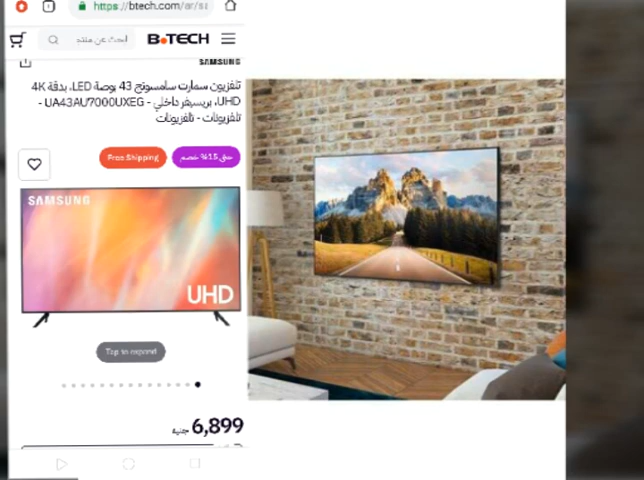 https://btech.com/ar/sa
ابحث عن منتج
B.TECH
SAMSUNG
تلفزيون سمارت سامسونج 43 بوصة LED، بدقة 4K
UHD، بريسيفر داخلي - UA43AU7000UXEG -
تلفزيونات - تلفزيونات
Free Shipping
حتى 15% خصم
SAMSUNG
UHD
Tap to expand
6,899 جنيه